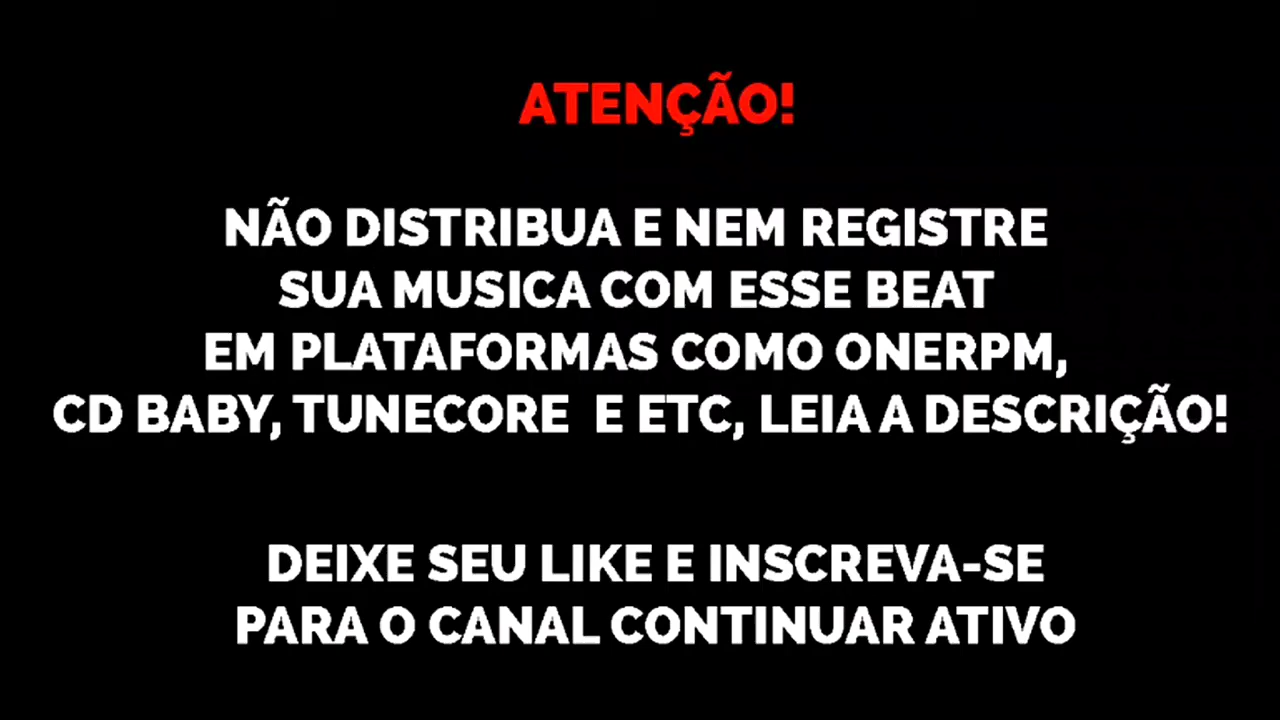 ATENÇÃO!
NÃO DISTRIBUA E NEM REGISTRE
SUA MUSICA COM ESSE BEAT
EM PLATAFORMAS COMO ONERPM,
CD BABY, TUNECORE E ETC, LEIA A DESCRIÇÃO!
DEIXE SEU LIKE E INSCREVA-SE
PARA O CANAL CONTINUAR ATIVO